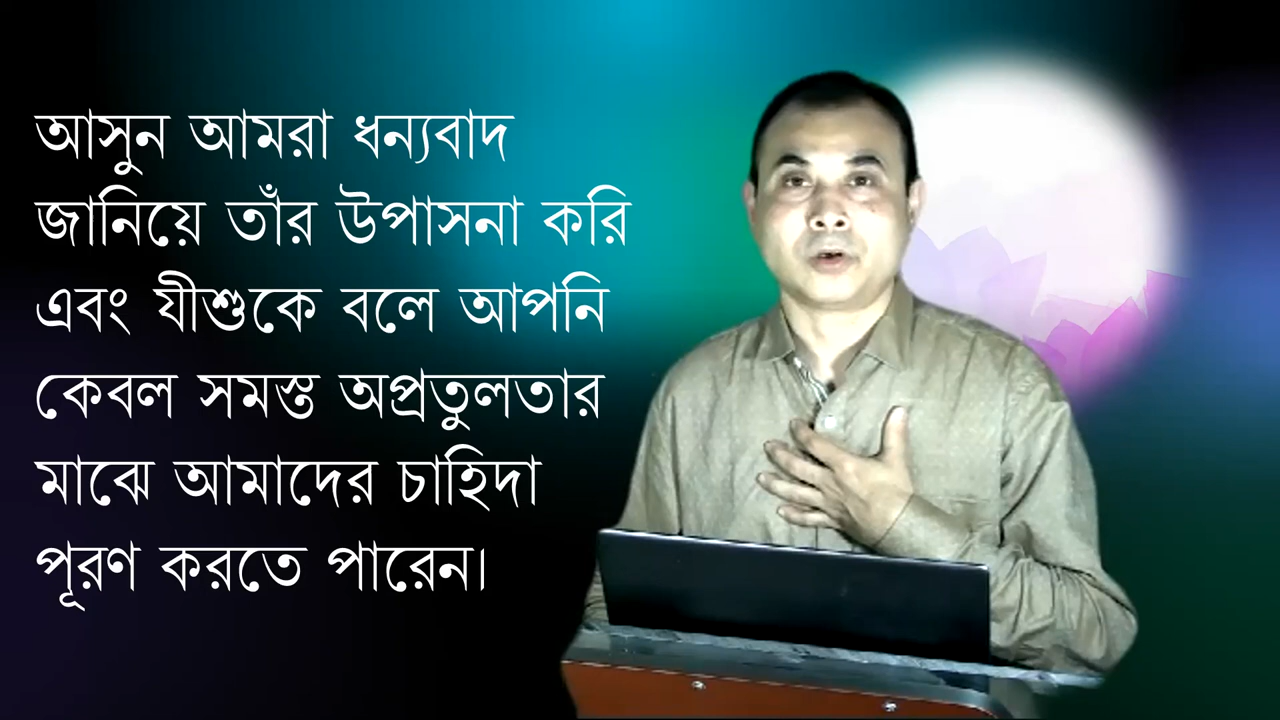 আসুন আমরা ধন্যবাদ
জানিয়ে তাঁর উপাসনা করি
এবং যীশুকে বলে আপনি
কেবল সমস্ত অপ্রতুলতার
মাঝে আমাদের চাহিদা
পূরণ করতে পারেন।